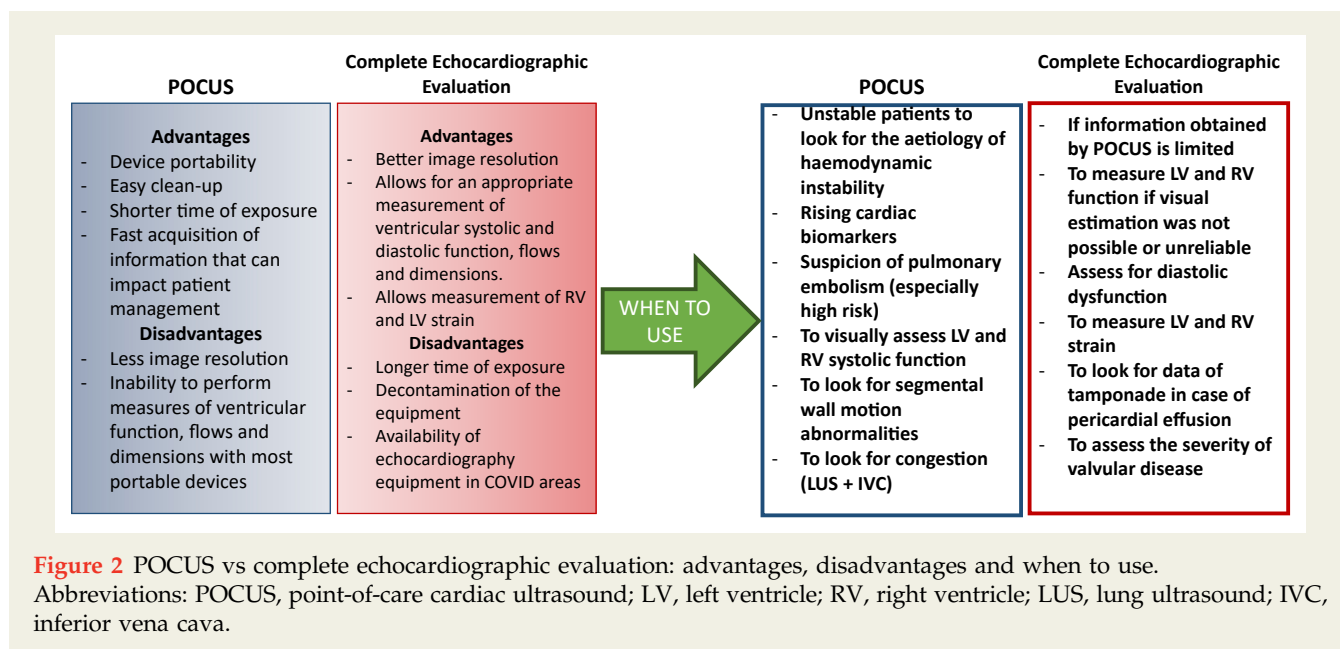 POCUS
Advantages
- Device portability
- Easy clean-up
- Shorter time of exposure
- Fast acquisition of
information that can
impact patient
management
Disadvantages
- Less image resolution
- Inability to perform
measures of ventricular
function, flows and
dimensions with most
portable devices
Complete Echocardiographic
Evaluation
Advantages
- Better image resolution
- Allows for an appropriate
measurement of
ventricular systolic and
diastolic function, flows
and dimensions.
- Allows measurement of RV
and LV strain
Disadvantages
- Longer time of exposure
- Decontamination of the
equipment
- Availability of
echocardiography
equipment in COVID areas
WHEN TO
USE
POCUS
- Unstable patients to
look for the aetiology of
haemodynamic
instability
- Rising cardiac
biomarkers
- Suspicion of pulmonary
embolism (especially
high risk)
- To visually assess LV and
RV systolic function
- To look for segmental
wall motion
abnormalities
- To look for congestion
(LUS + IVC)
Complete Echocardiographic
Evaluation
- If information obtained
by POCUS is limited
- To measure LV and RV
function if visual
estimation was not
possible or unreliable
- Assess for diastolic
dysfunction
- To measure LV and RV
strain
- To look for data of
tamponade in case of
pericardial effusion
- To assess the severity of
valvular disease
Figure 2 POCUS vs complete echocardiographic evaluation: advantages, disadvantages and when to use.
Abbreviations: POCUS, point-of-care cardiac ultrasound; LV, left ventricle; RV, right ventricle; LUS, lung ultrasound; IVC,
inferior vena cava.